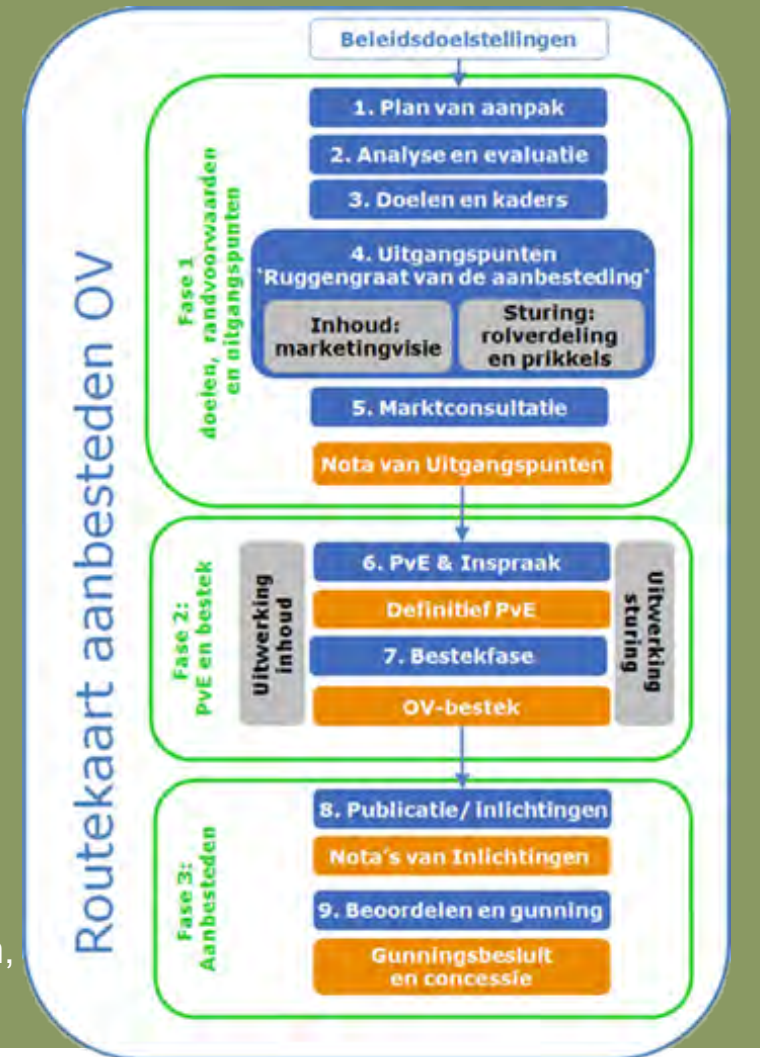 Routekaart aanbesteden OV
Beleidsdoelstellingen
Fase 1
doelen, randvoorwaarden
en uitgangspunten
1. Plan van aanpak
2. Analyse en evaluatie
3. Doelen en kaders
4. Uitgangspunten
'Ruggengraat van de aanbesteding'
Inhoud:
marketingvisie
Sturing:
rolverdeling
en prikkels
5. Marktconsultatie
Nota van Uitgangspunten
Fase 2:
PvE en bestek
Uitwerking
inhoud
6. PvE & Inspraak
Definitief PvE
7. Bestekfase
OV-bestek
Uitwerking
sturing
Fase 3:
Aanbesteden
8. Publicatie/ inlichtingen
Nota's van Inlichtingen
9. Beoordelen en gunning
Gunningsbesluit
en concessie